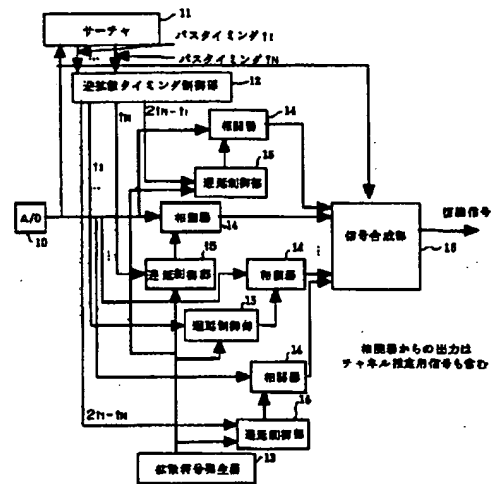 11
サーチャ
パスタイミング t1
パスタイミング tN
逆拡散タイミング制御部
12
tN
2tN-t1
t1
14
相関器
15
遅延制御部
A/D
10
相関器
14
信号合成部
16
復調信号
15
遅延制御部
14
相関器
15
遅延制御部
14
相関器
相関器からの出力は
チャネル推定用信号も含む
2t1-tN
遅延制御部
拡散符号発生器
13